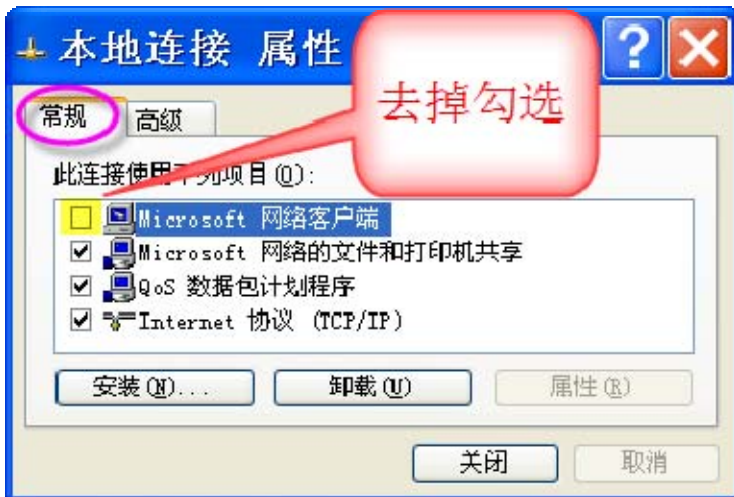 本地连接 属性
去掉勾选
常规
高级
此连接使用下列项目(O):
Microsoft 网络客户端
Microsoft 网络的文件和打印机共享
QoS 数据包计划程序
Internet 协议 (TCP/IP)
安装(N)... 卸载(U) 属性(R)
关闭 取消